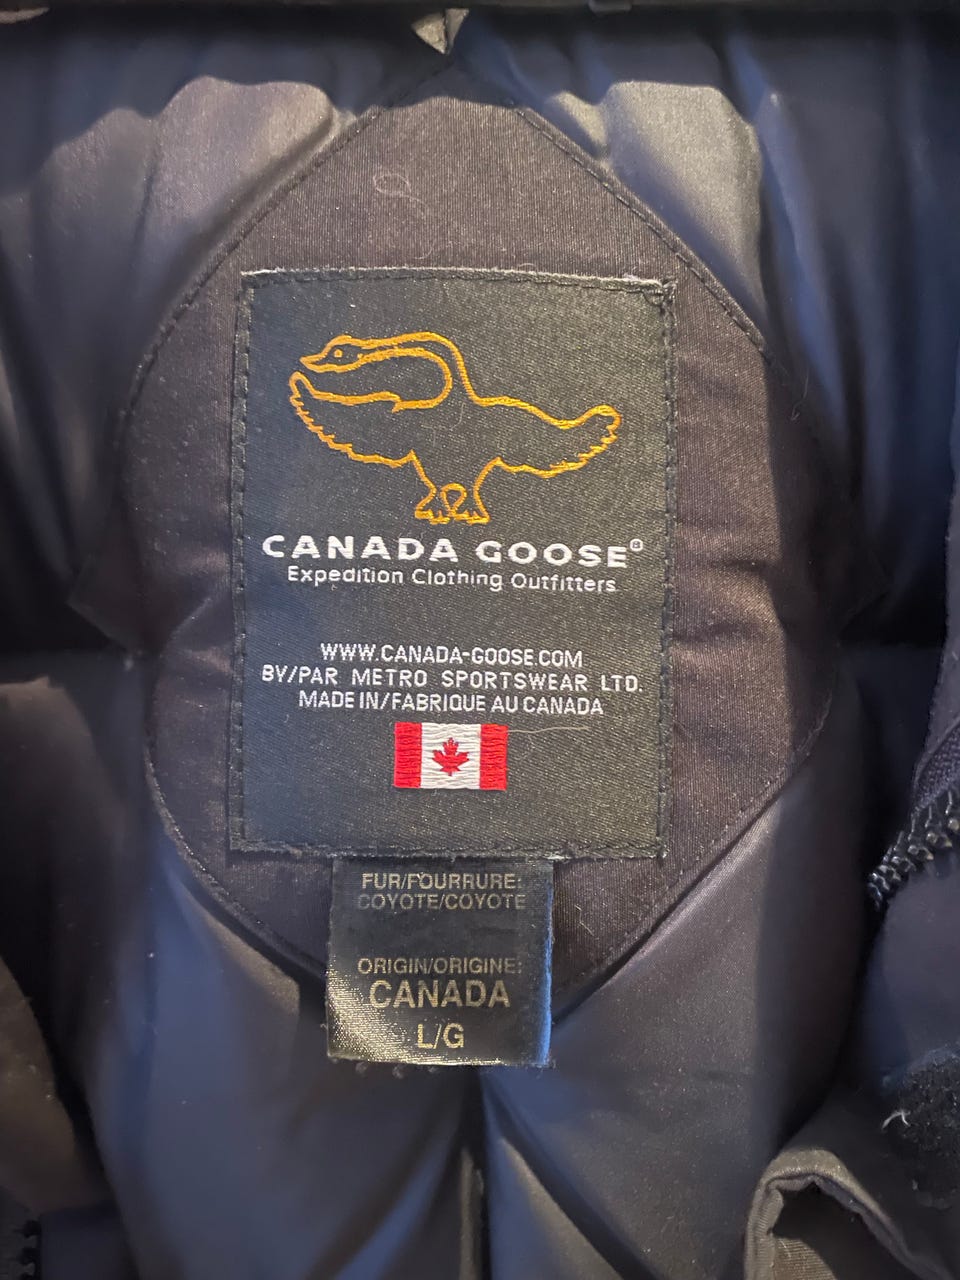 CANADA GOOSE®
Expedition Clothing Outfitters
WWW.CANADA-GOOSE.COM
BY/PAR METRO SPORTSWEAR LTD.
MADE IN/FABRIQUE AU CANADA
FUR/FOURRURE:
COYOTE/COYOTE
ORIGIN/ORIGINE:
CANADA
L/G